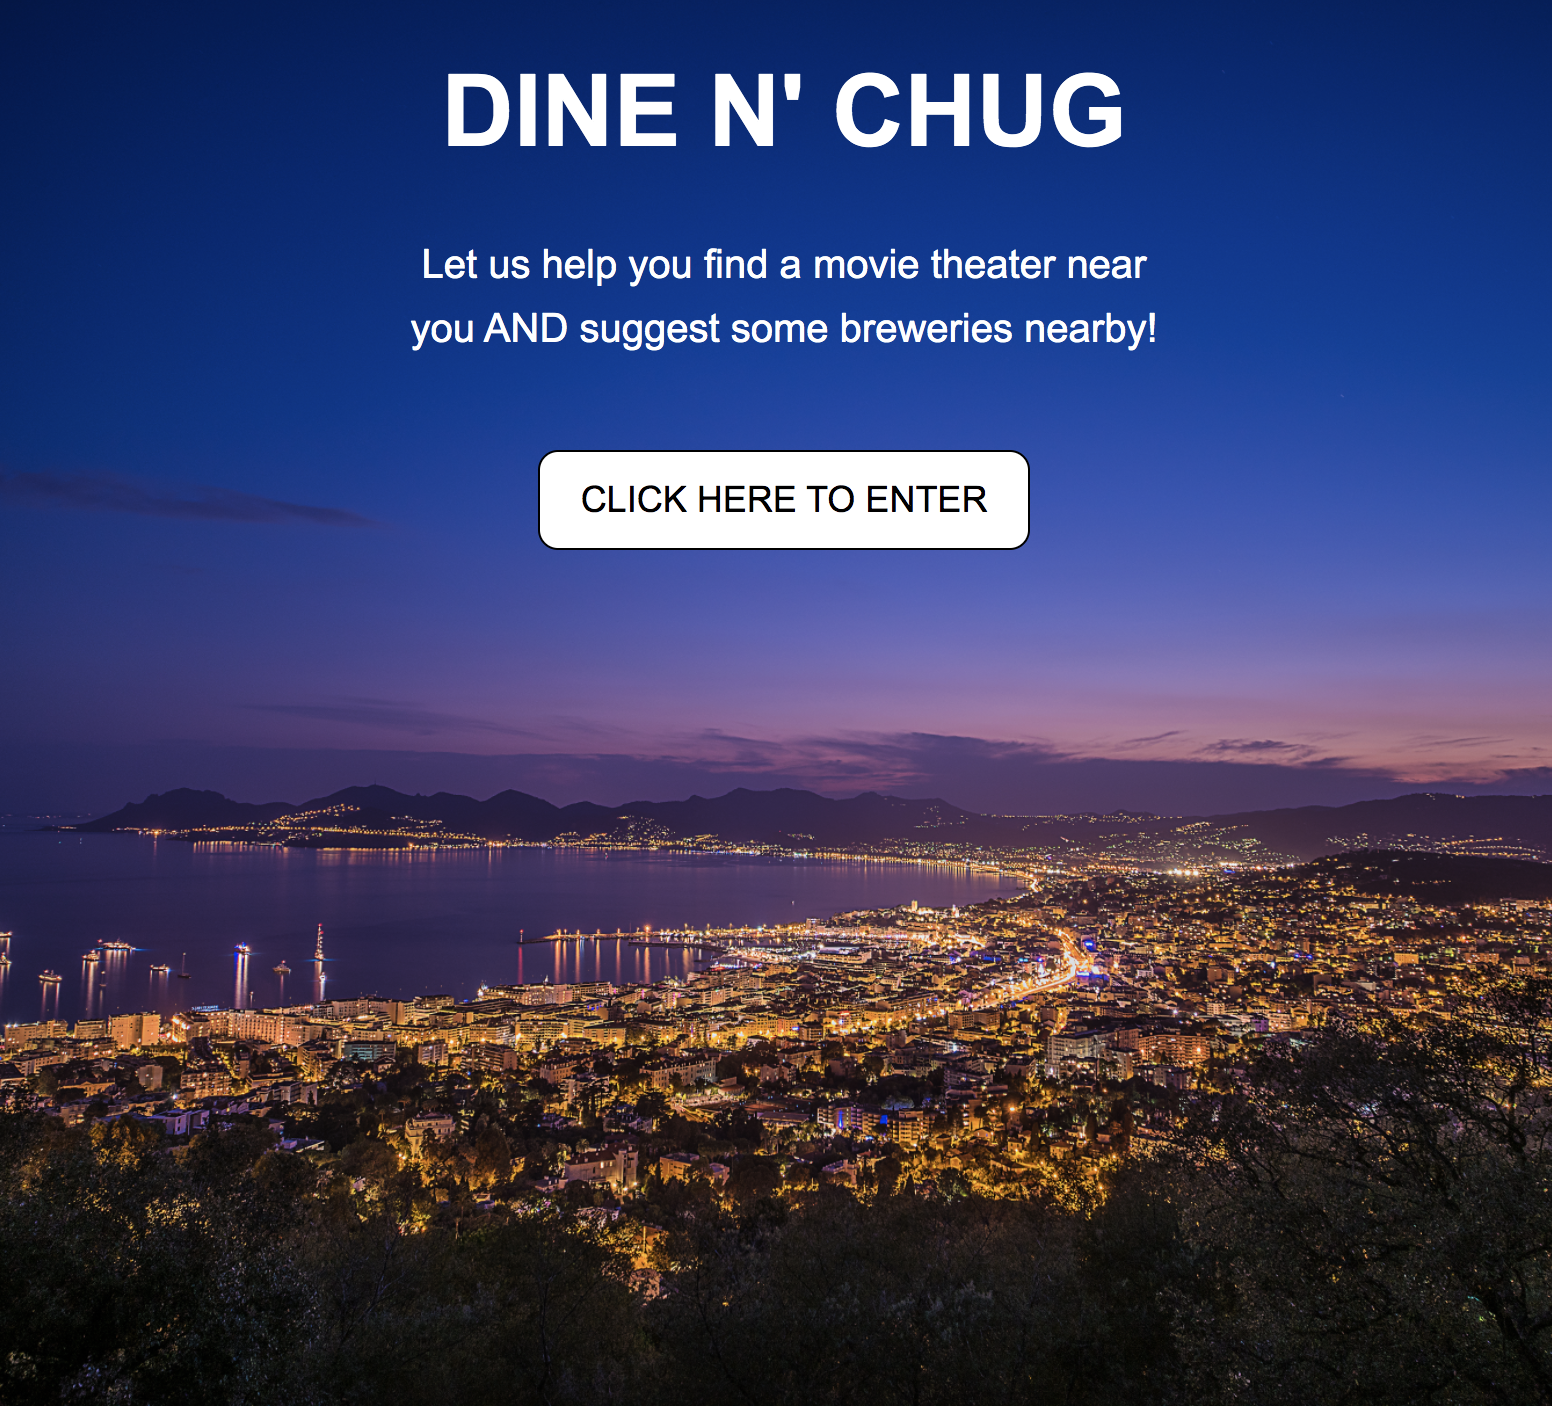 DINE N' CHUG
Let us help you find a movie theater near
you AND suggest some breweries nearby!
CLICK HERE TO ENTER